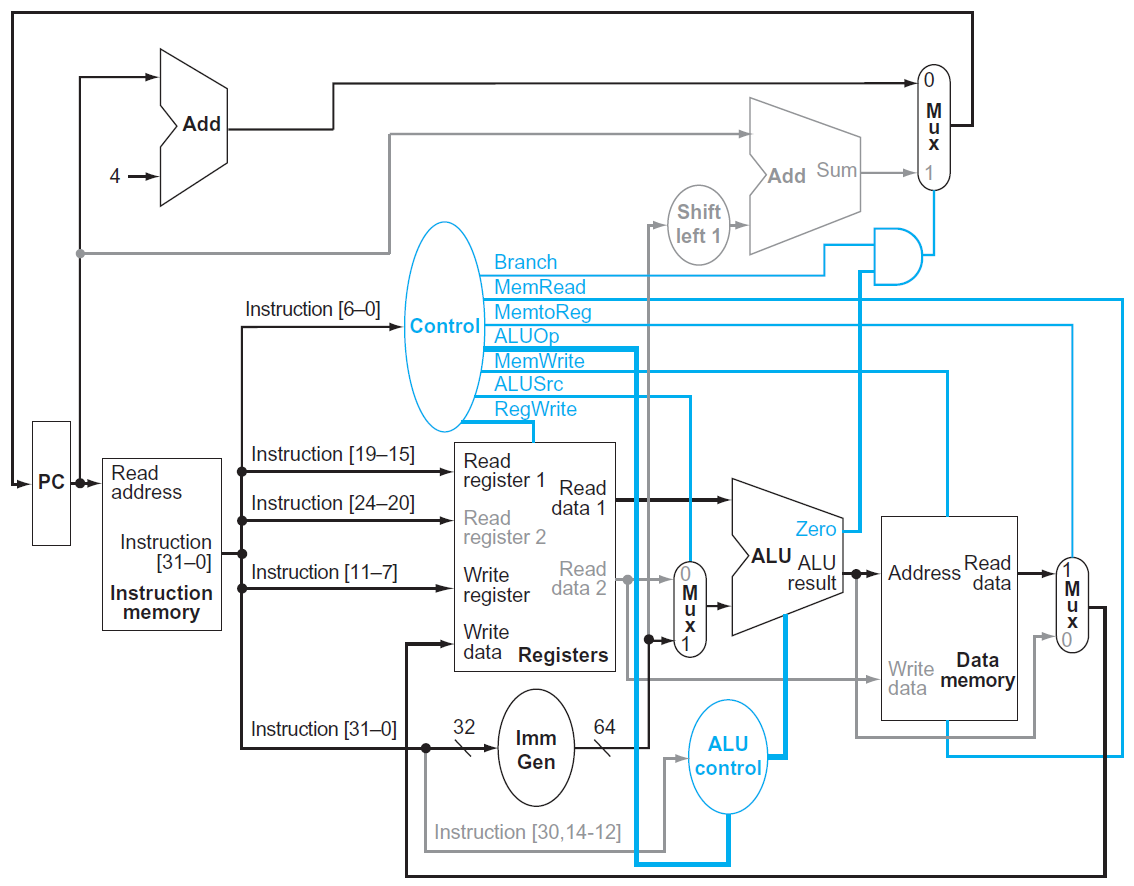 0
M
u
x
1
Add
4
Add Sum
Shift
left 1
Branch
MemRead
MemtoReg
ALUOp
MemWrite
ALUSrc
RegWrite
Control
Instruction [6–0]
PC
Read
address
Instruction
[31–0]
Instruction
memory
Instruction [19–15]
Instruction [24–20]
Instruction [11–7]
Instruction [31–0]
Read
register 1
Read
data 1
Read
register 2
Read
data 2
Write
register
Write
data
Registers
0
M
u
x
1
Zero
ALU
ALU
result
Address
Read
data
Write
data
Data
memory
1
M
u
x
0
32
Imm
Gen
64
ALU
control
Instruction [30,14-12]